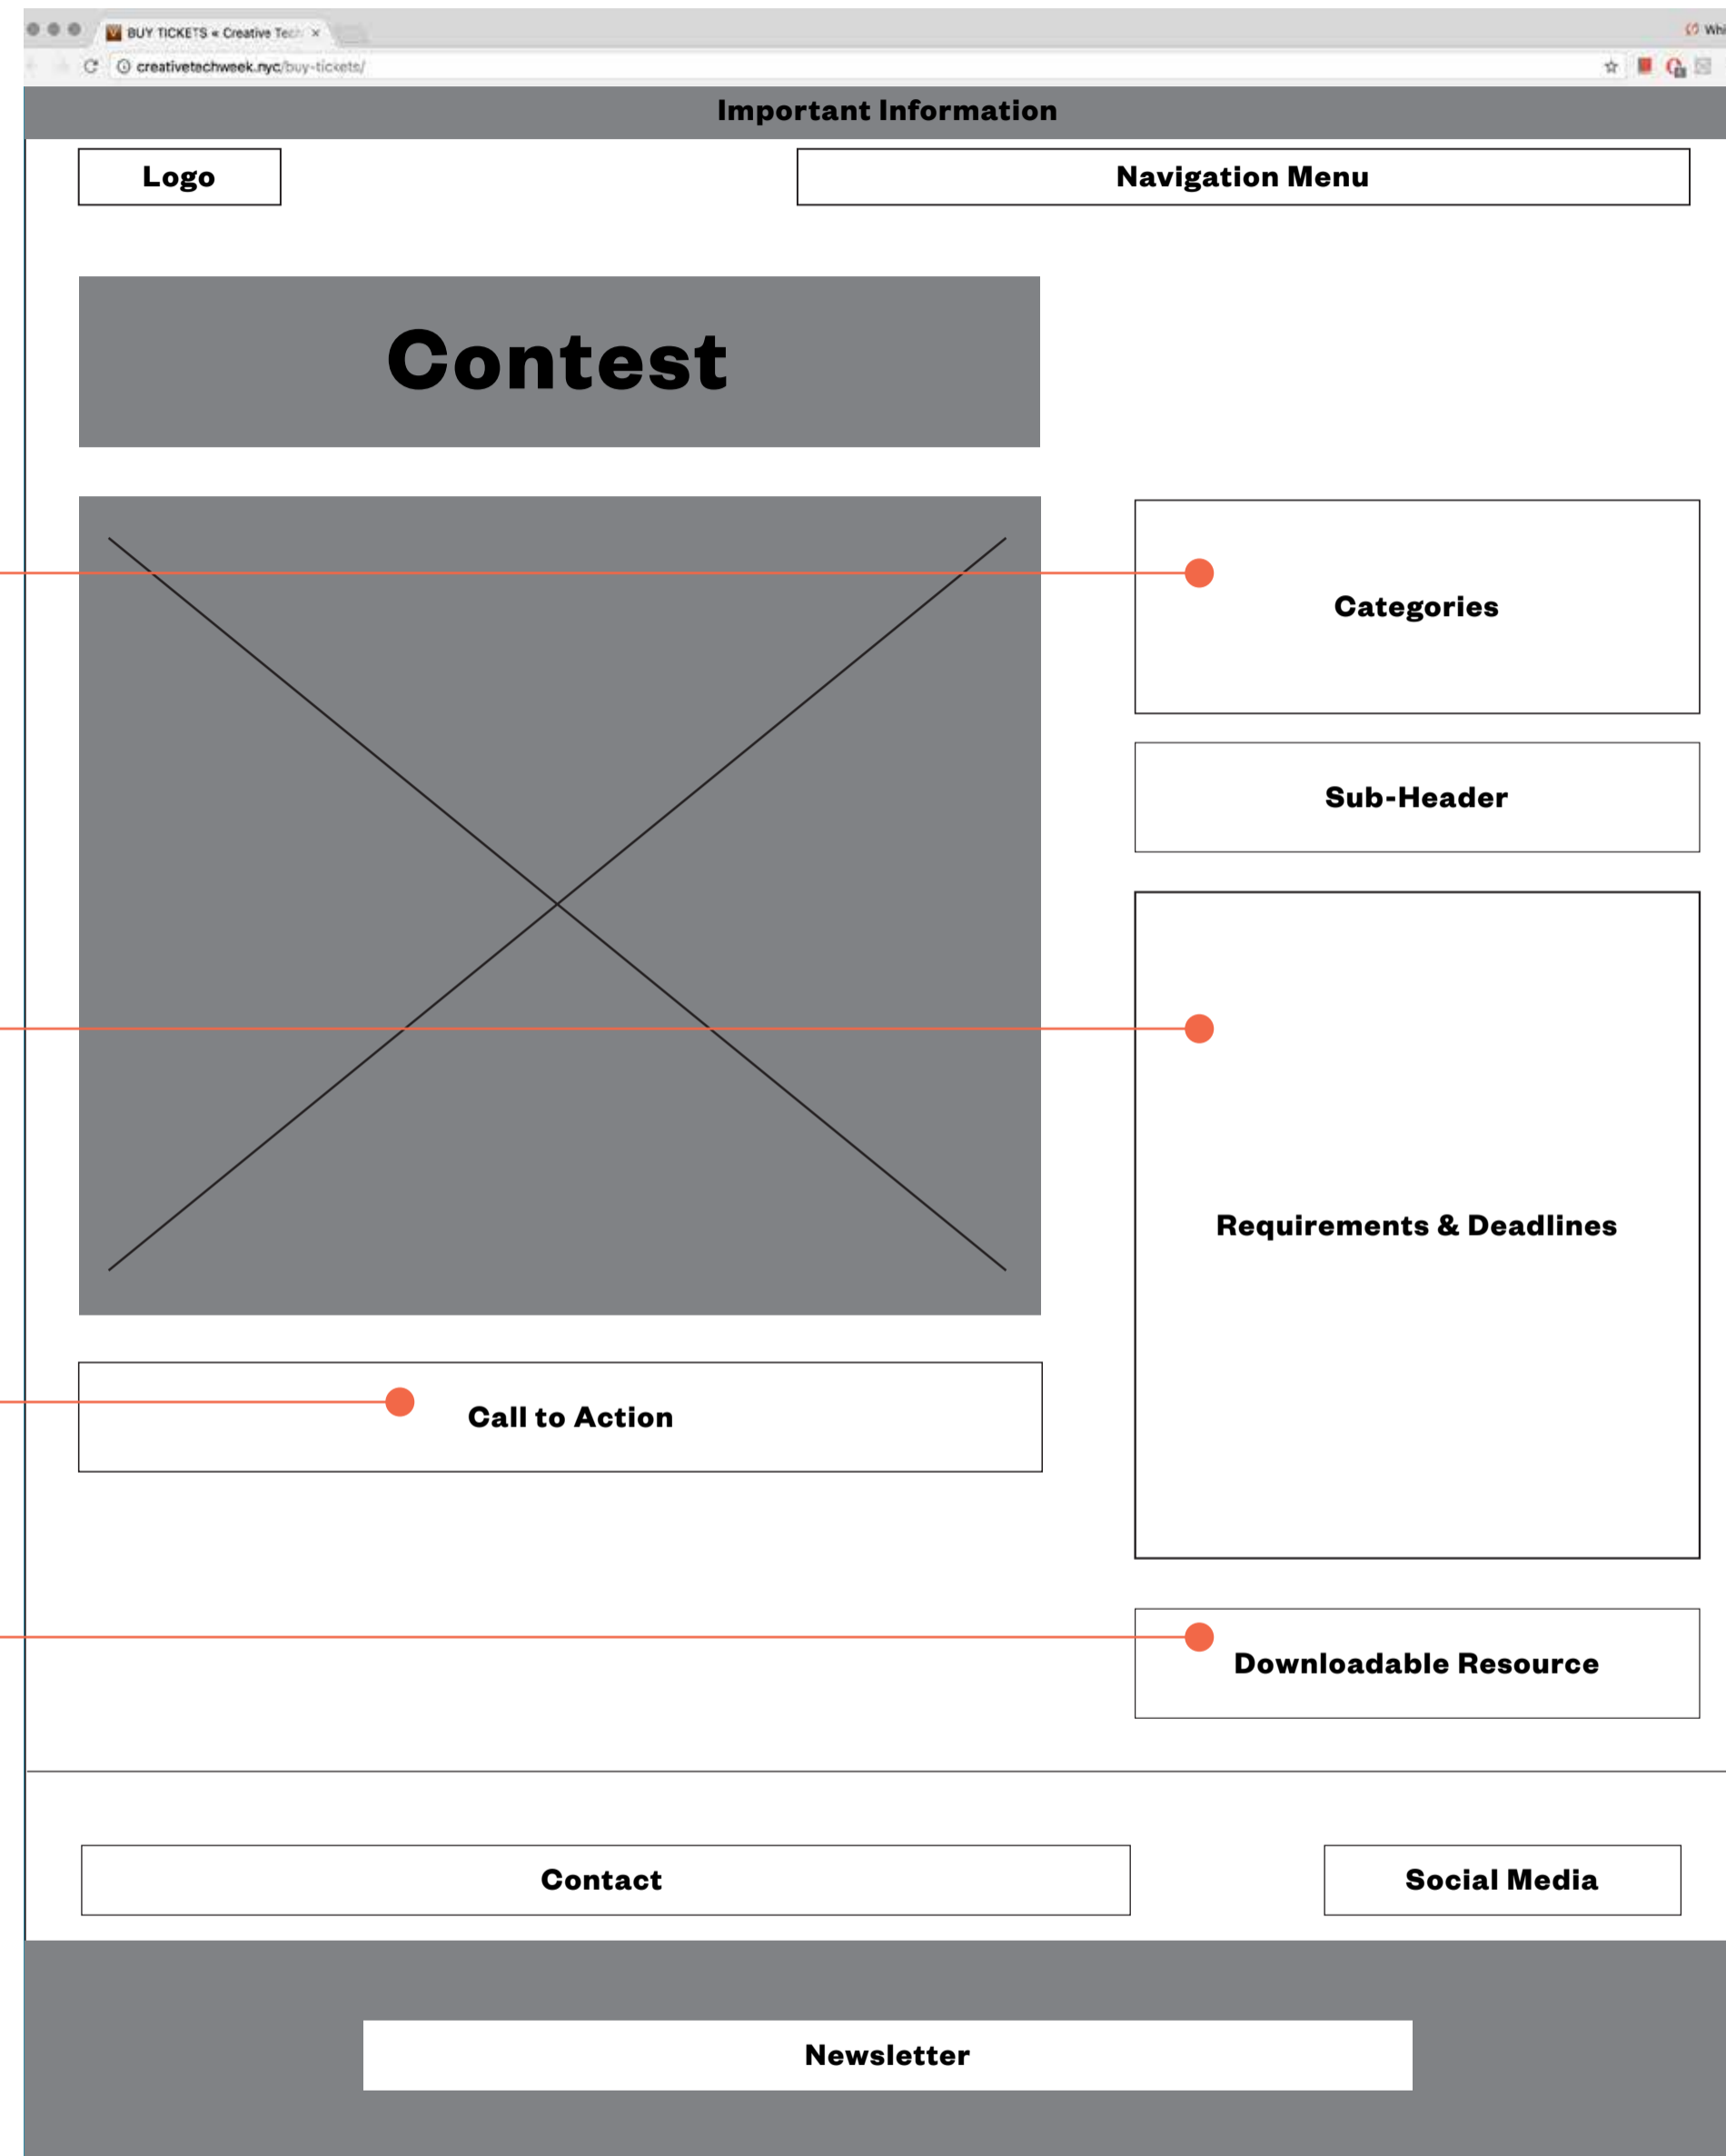 BUY TICKETS « Creative Tech ×
Whi
creativetechweek.nyc/buy-tickets/
Important Information
Logo
Navigation Menu
Contest
Categories
Sub-Header
Requirements & Deadlines
Call to Action
Downloadable Resource
Contact
Social Media
Newsletter